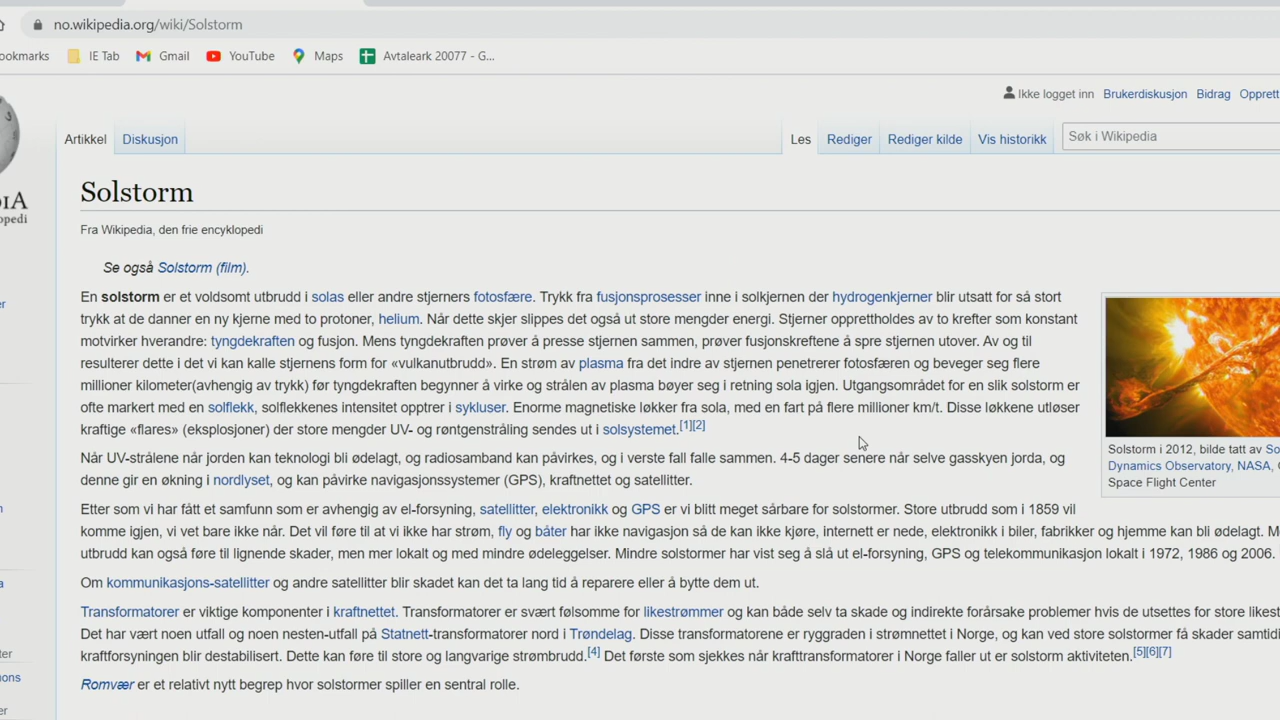 no.wikipedia.org/wiki/Solstorm
IE Tab
Gmail
YouTube
Maps
Avtaleark 20077 - G...
Ikke logget inn
Brukerdiskusjon
Bidrag
Artikkel
Diskusjon
Les
Rediger
Rediger kilde
Vis historikk
Søk i Wikipedia
Solstorm
Fra Wikipedia, den frie encyklopedi
Se også Solstorm (film).
En solstorm er et voldsomt utbrudd i solas eller andre stjerners fotosfære. Trykk fra fusjonsprosesser inne i solkjernen der hydrogenkjerner blir utsatt for så stort
trykk at de danner en ny kjerne med to protoner, helium. Når dette skjer slippes det også ut store mengder energi. Stjerner opprettholdes av to krefter som konstant
motvirker hverandre: tyngdekraften og fusjon. Mens tyngdekraften prøver å presse stjernen sammen, prøver fusjonskreftene å spre stjernen utover. Av og til
resulterer dette i det vi kan kalle stjernens form for «vulkanutbrudd». En strøm av plasma fra det indre av stjernen penetrerer fotosfæren og beveger seg flere
millioner kilometer(avhengig av trykk) før tyngdekraften begynner å virke og strålen av plasma bøyer seg i retning sola igjen. Utgangsområdet for en slik solstorm er
ofte markert med en solflekk, solflekkenes intensitet opptrer i sykluser. Enorme magnetiske løkker fra sola, med en fart på flere millioner km/t. Disse løkkene utløser
kraftige «flares» (eksplosjoner) der store mengder UV- og røntgenstråling sendes ut i solsystemet.[1][2]
Solstorm i 2012, bilde tatt av
Dynamics Observatory, NASA,
Space Flight Center
Når UV-strålene når jorden kan teknologi bli ødelagt, og radiosamband kan påvirkes, og i verste fall falle sammen. 4-5 dager senere når selve gasskyen jorda, og
denne gir en økning i nordlyset, og kan påvirke navigasjonssystemer (GPS), kraftnettet og satellitter.
Etter som vi har fått et samfunn som er avhengig av el-forsyning, satellitter, elektronikk og GPS er vi blitt meget sårbare for solstormer. Store utbrudd som i 1859 vil
komme igjen, vi vet bare ikke når. Det vil føre til at vi ikke har strøm, fly og båter har ikke navigasjon så de kan ikke kjøre, internett er nede, elektronikk i biler, fabrikker og hjemme kan bli ødelagt.
utbrudd kan også føre til lignende skader, men mer lokalt og med mindre ødeleggelser. Mindre solstormer har vist seg å slå ut el-forsyning, GPS og telekommunikasjon lokalt i 1972, 1986 og 2006.
Om kommunikasjons-satellitter og andre satellitter blir skadet kan det ta lang tid å reparere eller å bytte dem ut.
Transformatorer er viktige komponenter i kraftnettet. Transformatorer er svært følsomme for likestrømmer og kan både selv ta skade og indirekte forårsake problemer hvis de utsettes for store
Det har vært noen utfall og noen nesten-utfall på Statnett-transformatorer nord i Trøndelag. Disse transformatorene er ryggraden i strømnettet i Norge, og kan ved store solstormer få skader
kraftforsyningen blir destabilisert. Dette kan føre til store og langvarige strømbrudd.[4] Det første som sjekkes når krafttransformatorer i Norge faller ut er solstorm aktiviteten.[5][6][7]
Romvær er et relativt nytt begrep hvor solstormer spiller en sentral rolle.